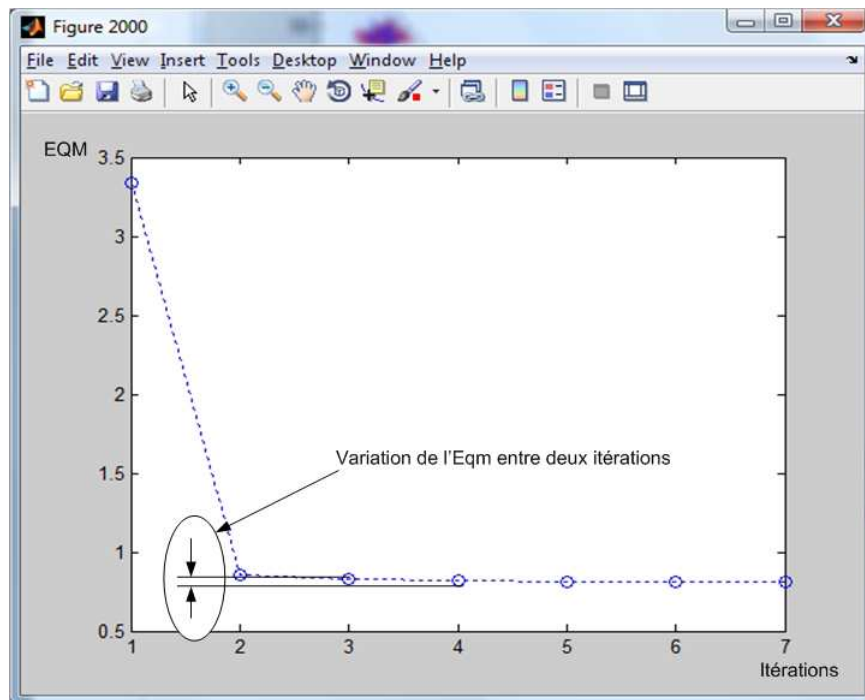 Figure 2000
File Edit View Insert Tools Desktop Window Help
EQM
3.5
3
2.5
2
1.5
1
0.5
Variation de l'Eqm entre deux itérations
1 2 3 4 5 6 7
Itérations